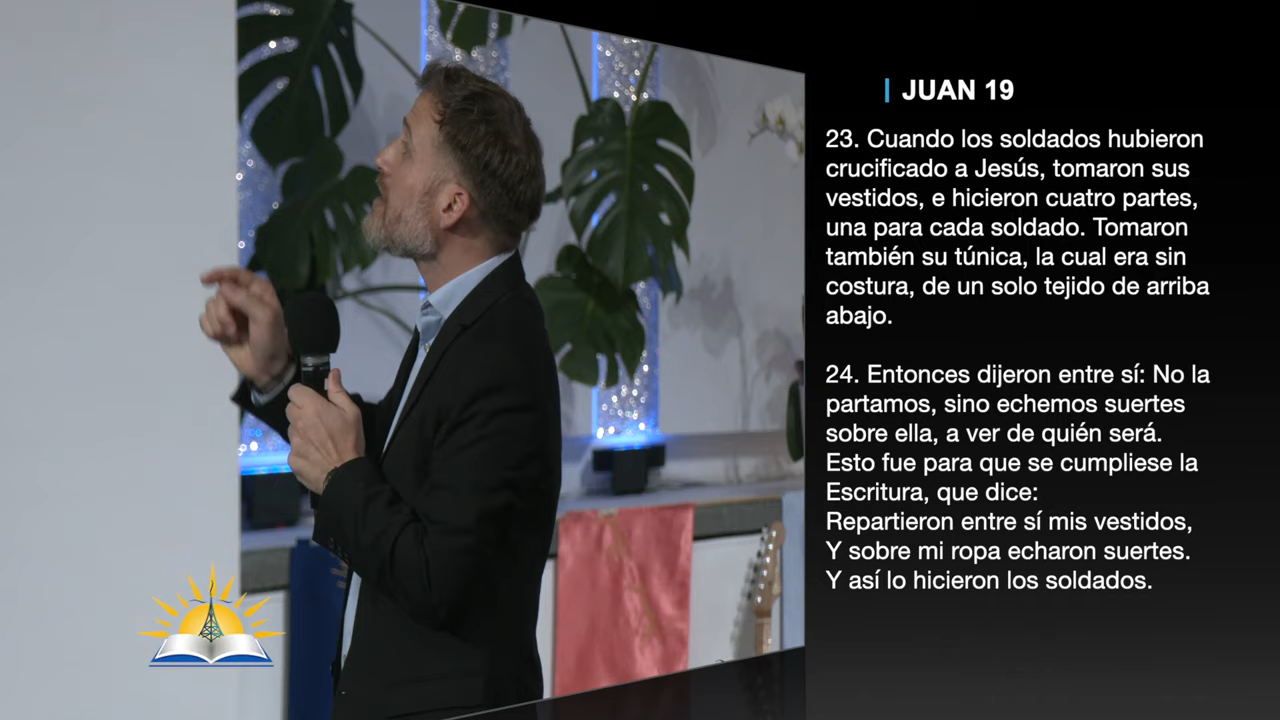 JUAN 19
23. Cuando los soldados hubieron
crucificado a Jesús, tomaron sus
vestidos, e hicieron cuatro partes,
una para cada soldado. Tomaron
también su túnica, la cual era sin
costura, de un solo tejido de arriba
abajo.
24. Entonces dijeron entre sí: No la
partamos, sino echemos suertes
sobre ella, a ver de quién será.
Esto fue para que se cumpliese la
Escritura, que dice:
Repartieron entre sí mis vestidos,
Y sobre mi ropa echaron suertes.
Y así lo hicieron los soldados.